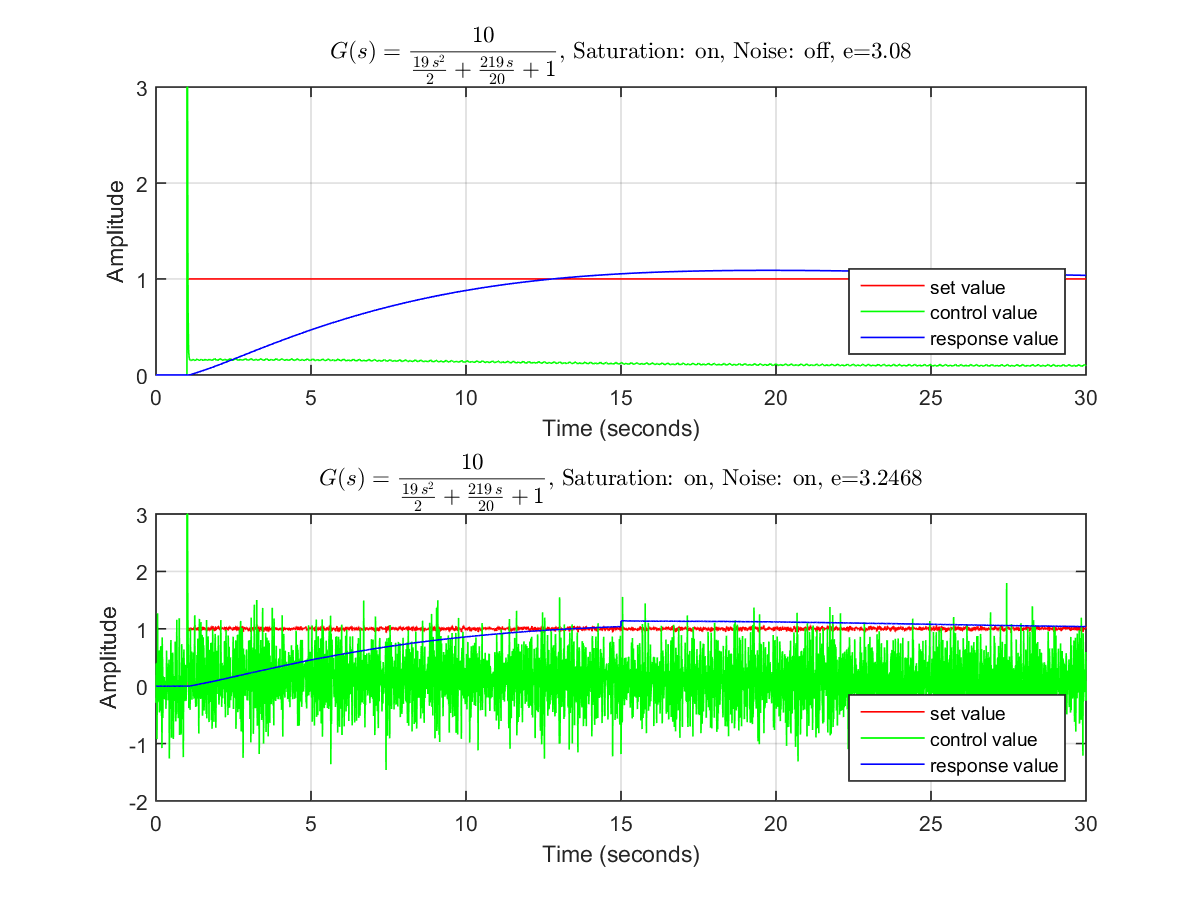 G(s) = 10 / (19 s²/2 + 219 s/20 + 1), Saturation: on, Noise: off, e=3.08
3
2
1
0
Amplitude
set value
control value
response value
0 5 10 15 20 25 30
Time (seconds)
G(s) = 10 / (19 s²/2 + 219 s/20 + 1), Saturation: on, Noise: on, e=3.2468
3
2
1
0
-1
-2
Amplitude
set value
control value
response value
0 5 10 15 20 25 30
Time (seconds)